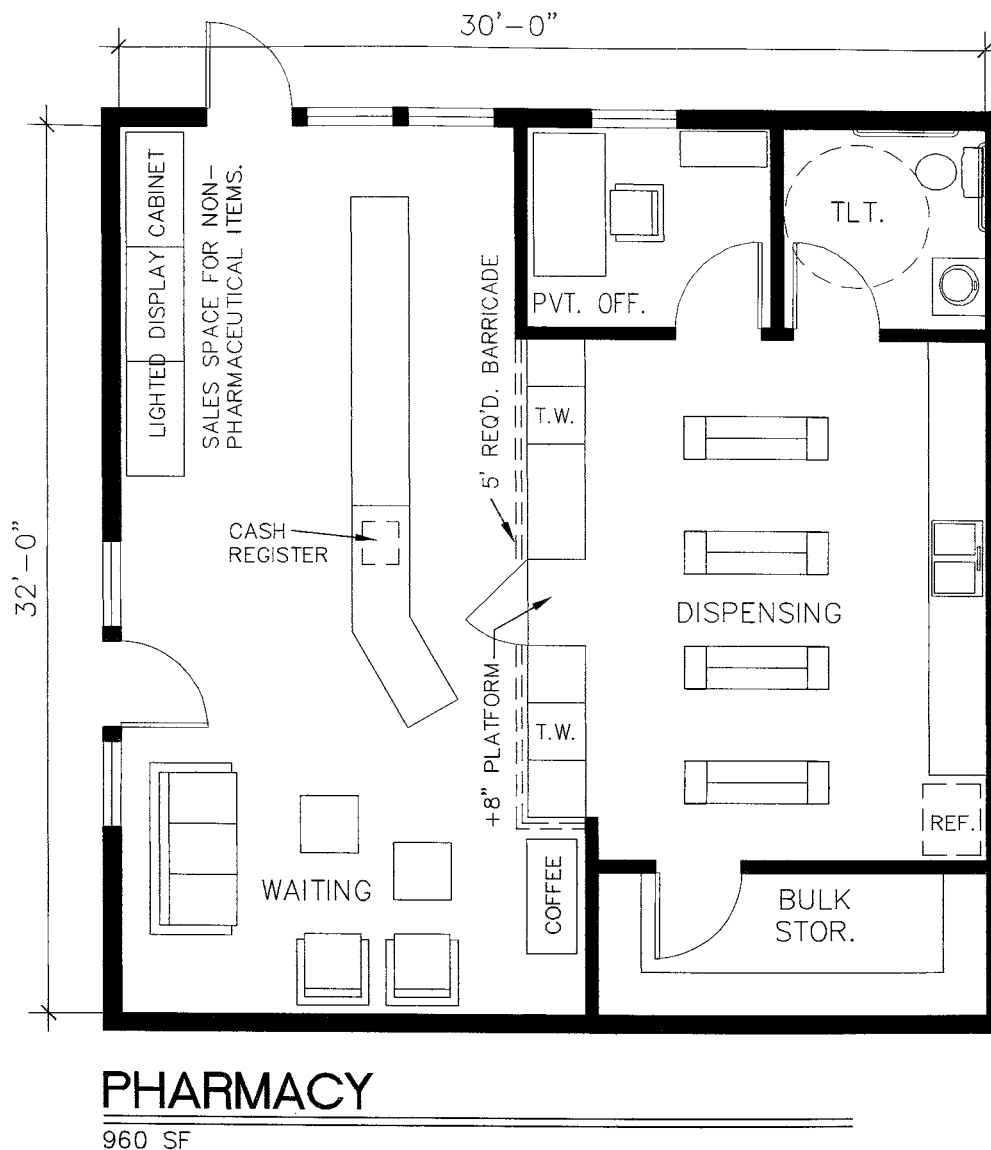 30'-0"
32'-0"
LIGHTED DISPLAY CABINET
SALES SPACE FOR NON-
PHARMACEUTICAL ITEMS.
5' REQ'D. BARRICADE
PVT. OFF.
TLT.
T.W.
CASH
REGISTER
DISPENSING
+8" PLATFORM
T.W.
REF.
WAITING
COFFEE
BULK
STOR.
PHARMACY
960 SF